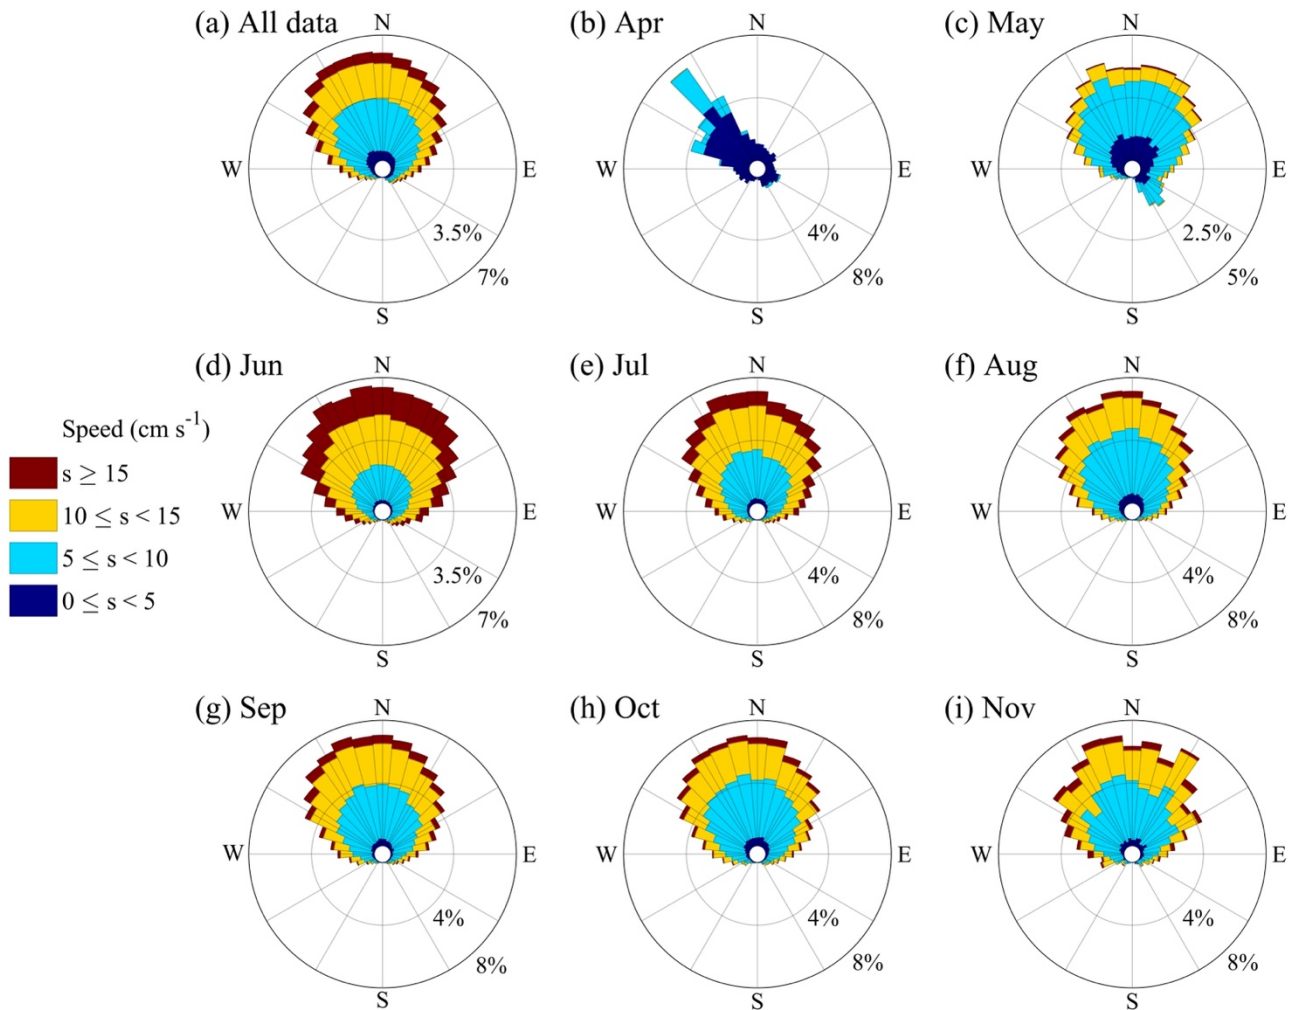 (a) All data
N
W
E
3.5%
7%
S
(b) Apr
N
W
E
4%
8%
S
(c) May
N
W
E
2.5%
5%
S
(d) Jun
N
W
E
3.5%
7%
S
(e) Jul
N
W
E
4%
8%
S
(f) Aug
N
W
E
4%
8%
S
Speed (cm s⁻¹)
s ≥ 15
10 ≤ s < 15
5 ≤ s < 10
0 ≤ s < 5
(g) Sep
N
W
E
4%
8%
S
(h) Oct
N
W
E
4%
8%
S
(i) Nov
N
W
E
4%
8%
S